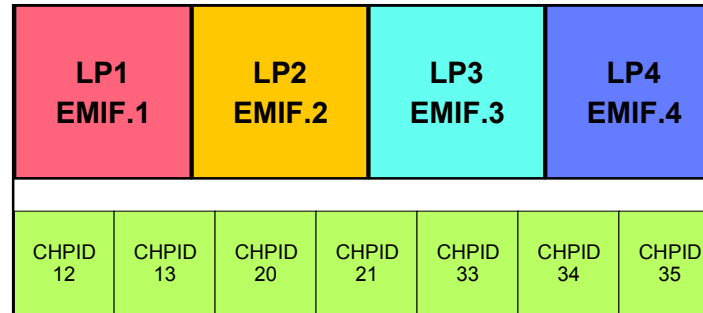 LP1 LP2 LP3 LP4
EMIF.1 EMIF.2 EMIF.3 EMIF.4
CHPID CHPID CHPID CHPID CHPID CHPID CHPID
12 13 20 21 33 34 35